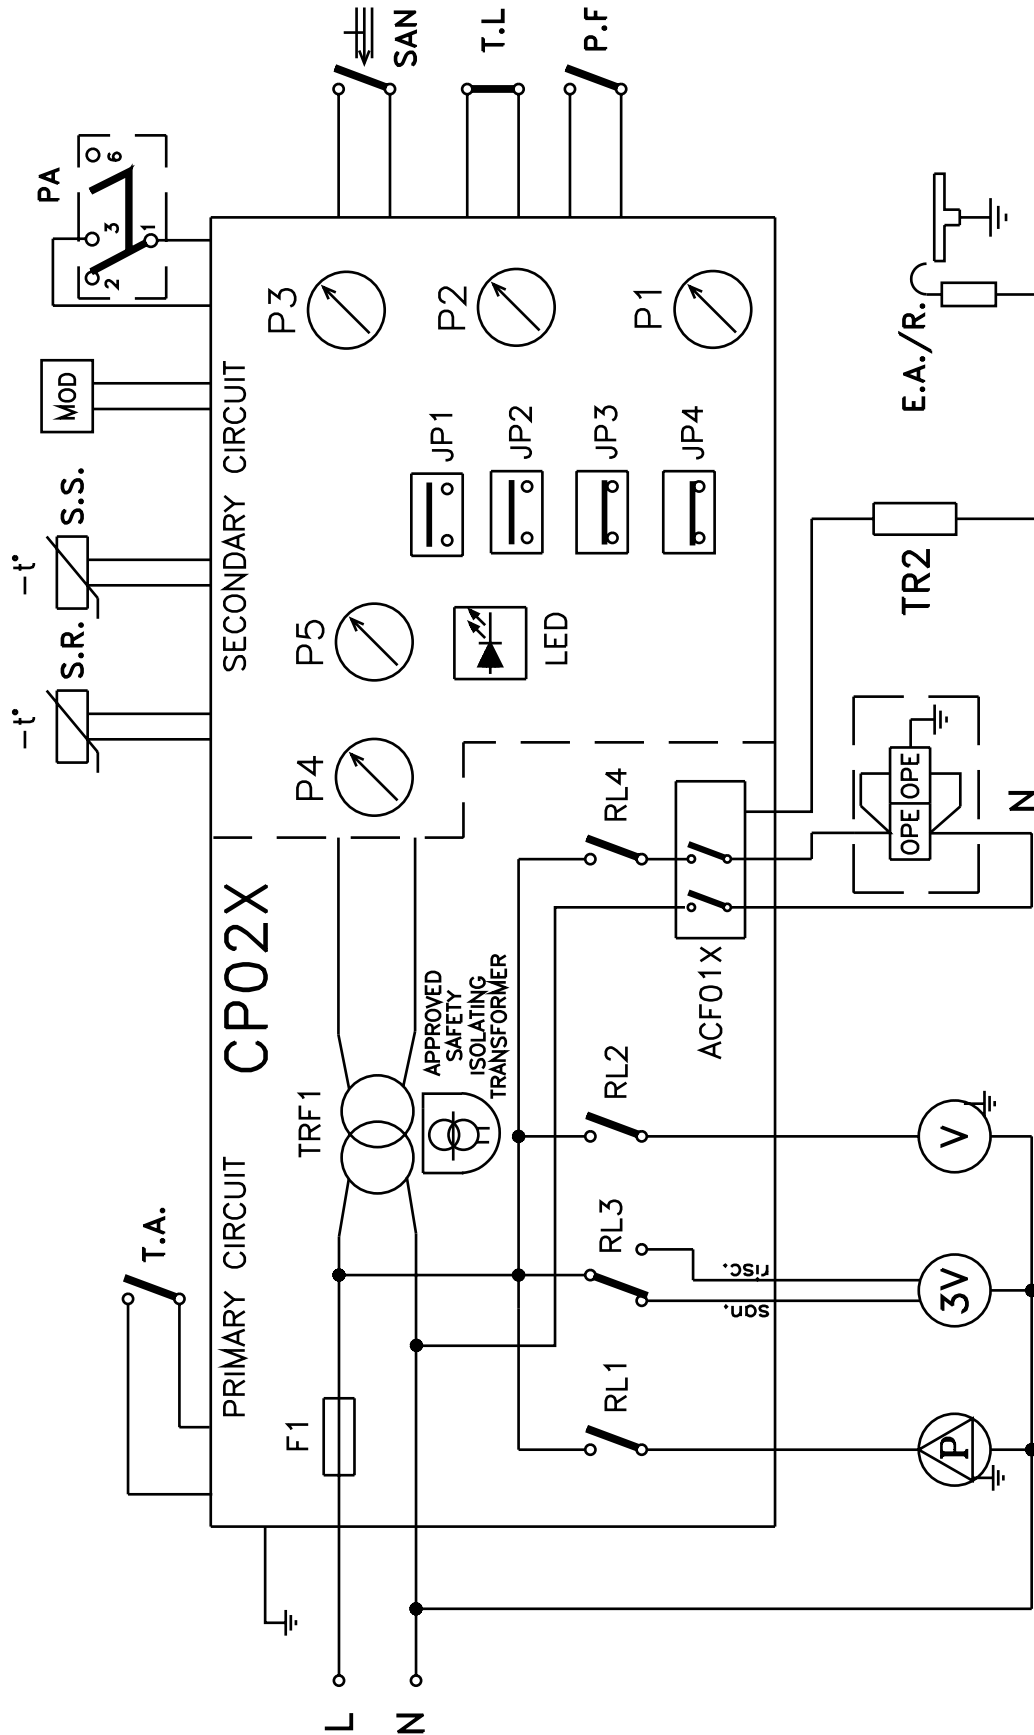 -t°
-t°
S.R.
S.S.
MOD
PA
2
3
1
6
SAN
T.L
P.F
T.A.
PRIMARY CIRCUIT
CP02X
SECONDARY CIRCUIT
P3
P2
P1
P4
P5
LED
JP1
JP2
JP3
JP4
F1
TRF1
APPROVED
SAFETY
ISOLATING
TRANSFORMER
RL1
RL3
RL2
RL4
ACF01X
san.
risc.
L
N
P
3V
V
OPE
OPE
N
TR2
E.A./R.